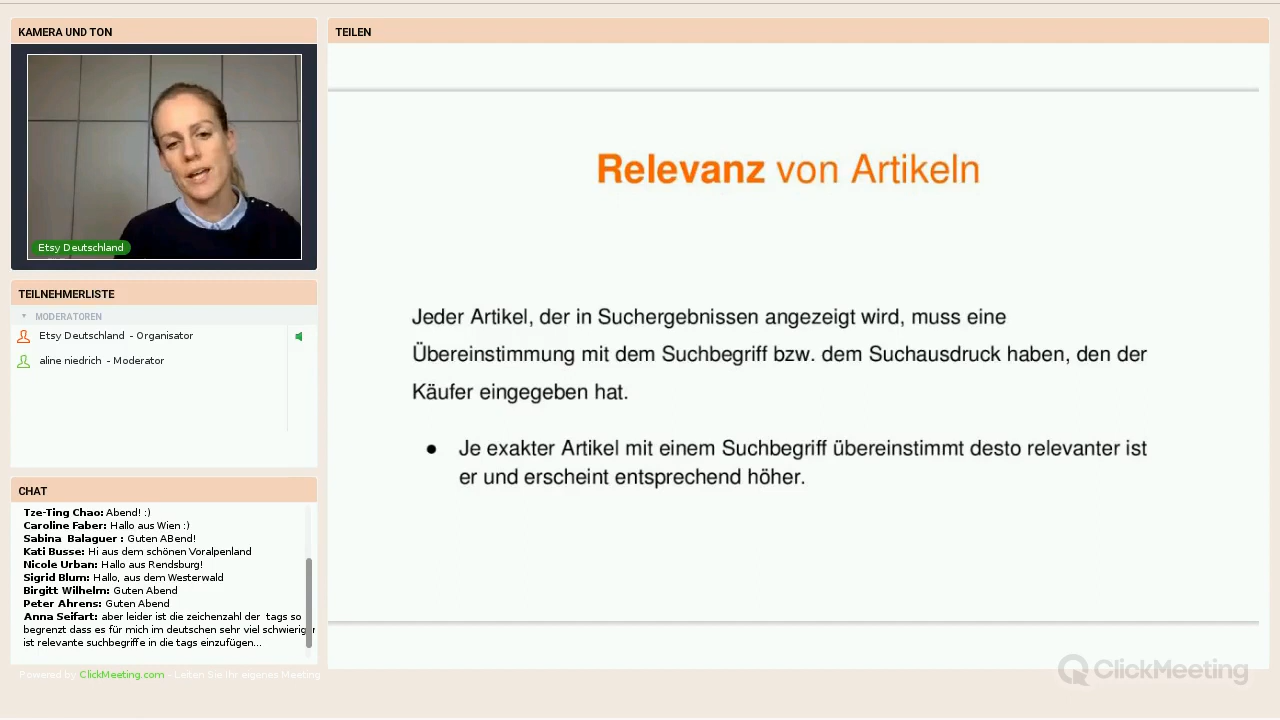 KAMERA UND TON
Etsy Deutschland
TEILNEHMERLISTE
MODERATOREN
Etsy Deutschland - Organisator
aline niedrich - Moderator
CHAT
Tze-Ting Chao: Abend! :)
Caroline Faber: Hallo aus Wien :)
Sabina Balaguer : Guten ABend!
Kati Busse: Hi aus dem schönen Voralpenland
Nicole Urban: Hallo aus Rendsburg!
Sigrid Blum: Hallo, aus dem Westerwald
Birgitt Wilhelm: Guten Abend
Peter Ahrens: Guten Abend
Anna Seifart: aber leider ist die zeichenzahl der tags so
begrenzt dass es für mich im deutschen sehr viel schwieriger
ist relevante suchbegriffe in die tags einzufügen...
Powered by ClickMeeting.com - Leiten Sie Ihr eigenes Meeting
TEILEN
Relevanz von Artikeln
Jeder Artikel, der in Suchergebnissen angezeigt wird, muss eine
Übereinstimmung mit dem Suchbegriff bzw. dem Suchausdruck haben, den der
Käufer eingegeben hat.
● Je exakter Artikel mit einem Suchbegriff übereinstimmt desto relevanter ist
er und erscheint entsprechend höher.
ClickMeeting